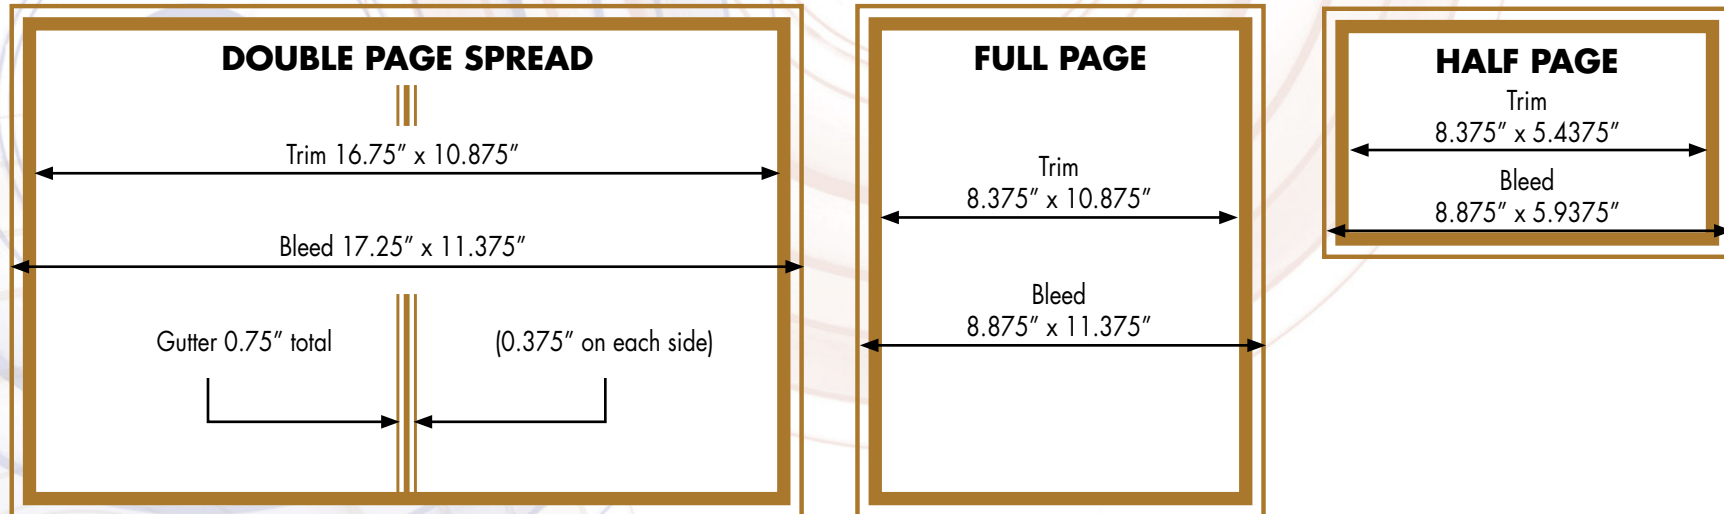 DOUBLE PAGE SPREAD
Trim 16.75” x 10.875”
Bleed 17.25” x 11.375”
Gutter 0.75” total
(0.375” on each side)
FULL PAGE
Trim
8.375” x 10.875”
Bleed
8.875” x 11.375”
HALF PAGE
Trim
8.375” x 5.4375”
Bleed
8.875” x 5.9375”